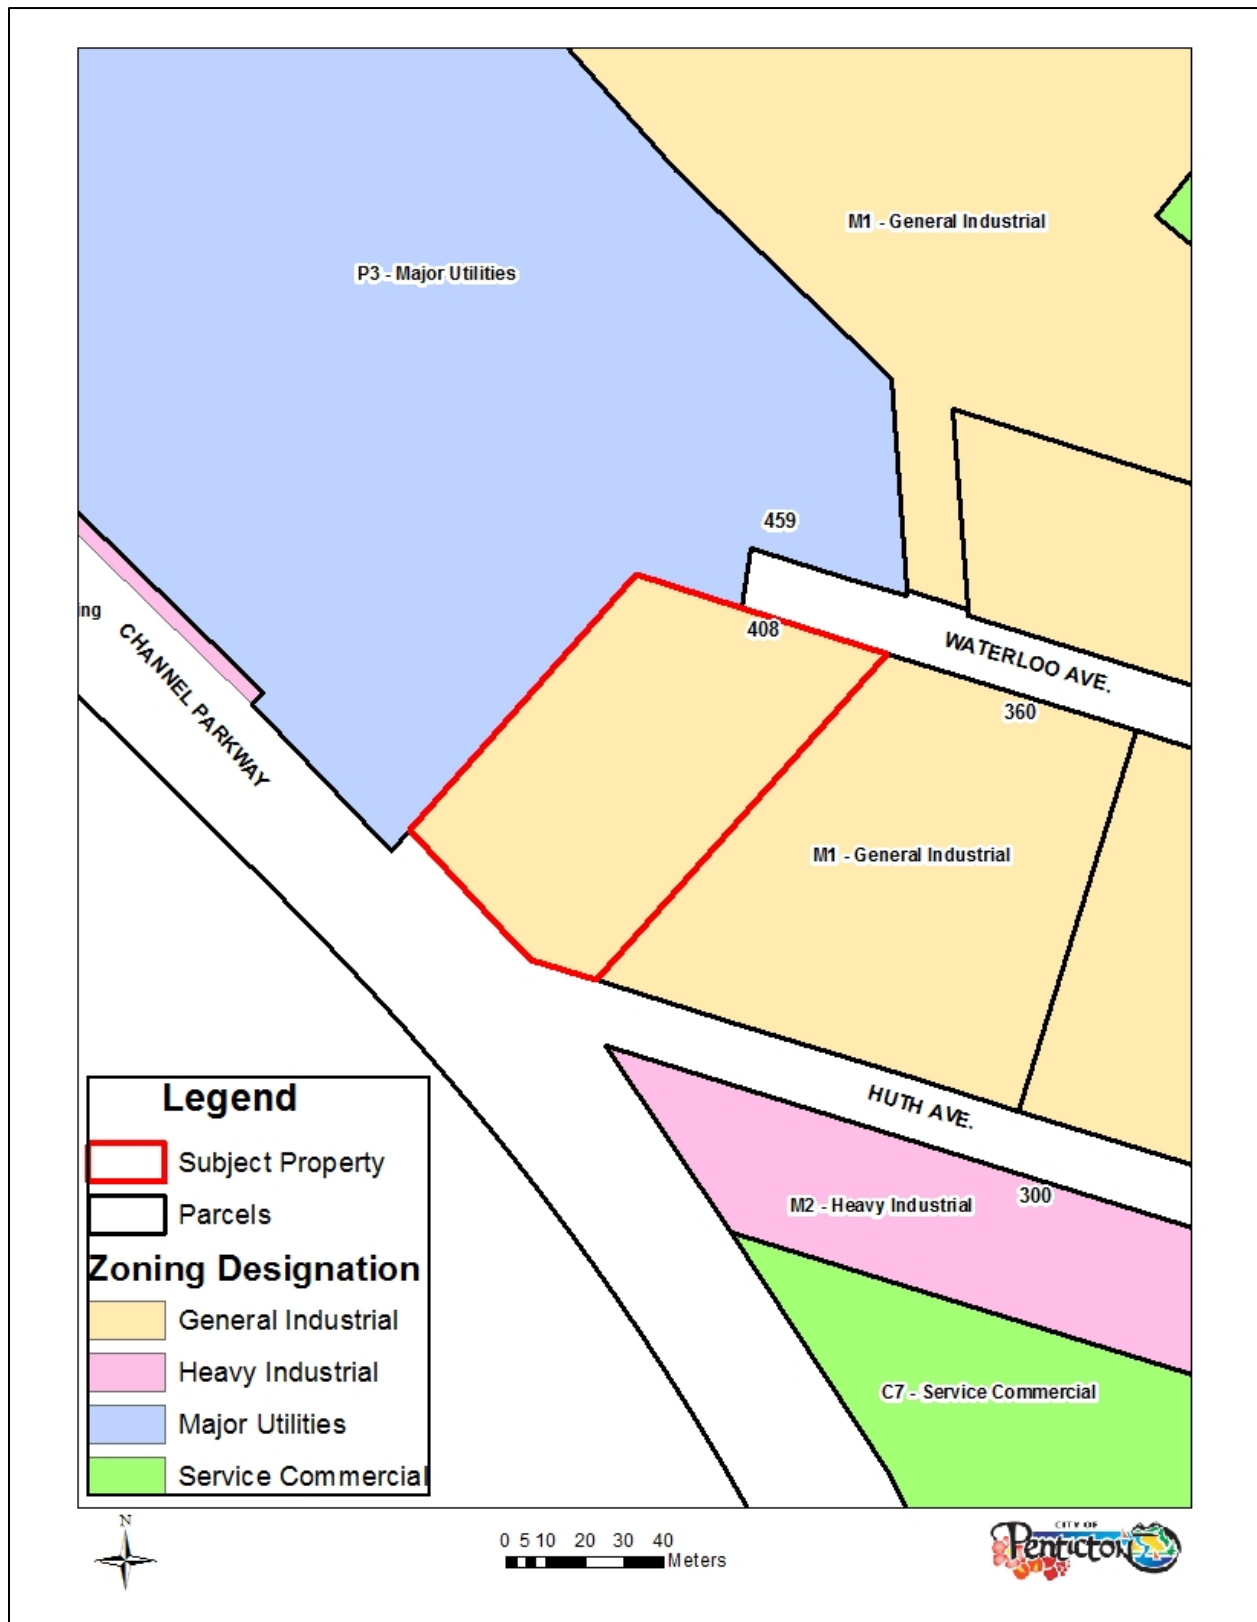 M1 - General Industrial
P3 - Major Utilities
459
ing
408
WATERLOO AVE.
CHANNEL PARKWAY
360
M1 - General Industrial
HUTH AVE.
300
M2 - Heavy Industrial
C7 - Service Commercial
Legend
Subject Property
Parcels
Zoning Designation
General Industrial
Heavy Industrial
Major Utilities
Service Commercial
N
0 5 10 20 30 40
Meters
CITY OF
Penticton